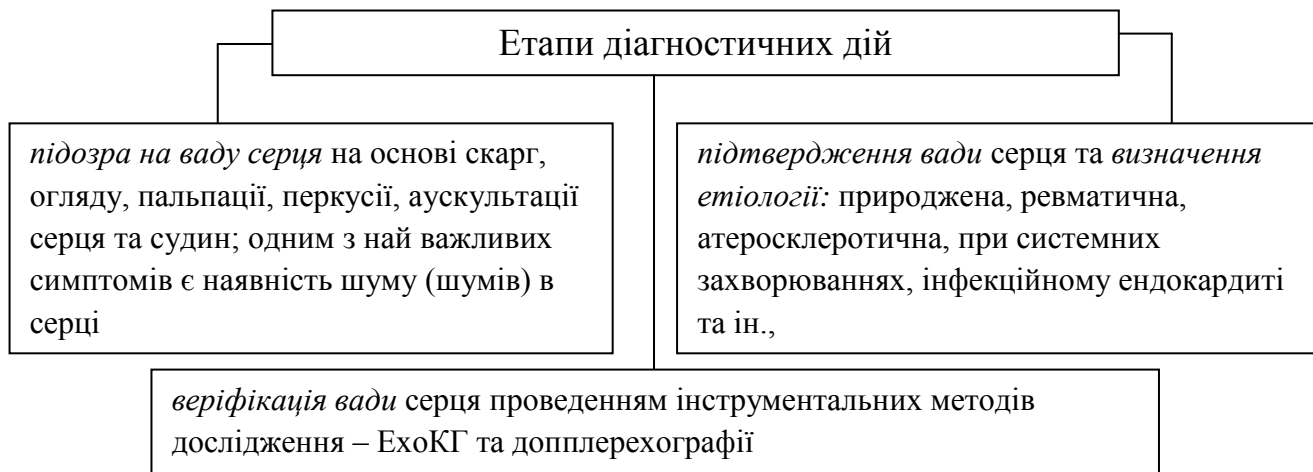 Етапи діагностичних дій
підозра на ваду серця на основі скарг,
огляду, пальпації, перкусії, аускультації
серця та судин; одним з най важливих
симптомів є наявність шуму (шумів) в
серці
підтвердження вади серця та визначення
етіології: природжена, ревматична,
атеросклеротична, при системних
захворюваннях, інфекційному ендокардиті
та ін.,
веріфікація вади серця проведенням інструментальних методів
дослідження – ЕхоКГ та допплерехографії